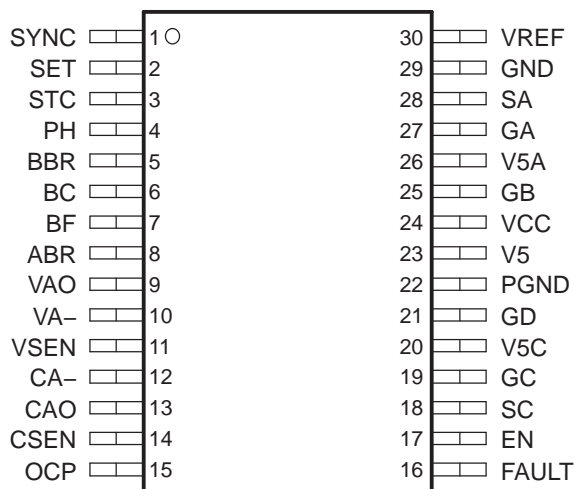 SYNC 1 30 VREF
SET 2 29 GND
STC 3 28 SA
PH 4 27 GA
BBR 5 26 V5A
BC 6 25 GB
BF 7 24 VCC
ABR 8 23 V5
VAO 9 22 PGND
VA– 10 21 GD
VSEN 11 20 V5C
CA– 12 19 GC
CAO 13 18 SC
CSEN 14 17 EN
OCP 15 16 FAULT